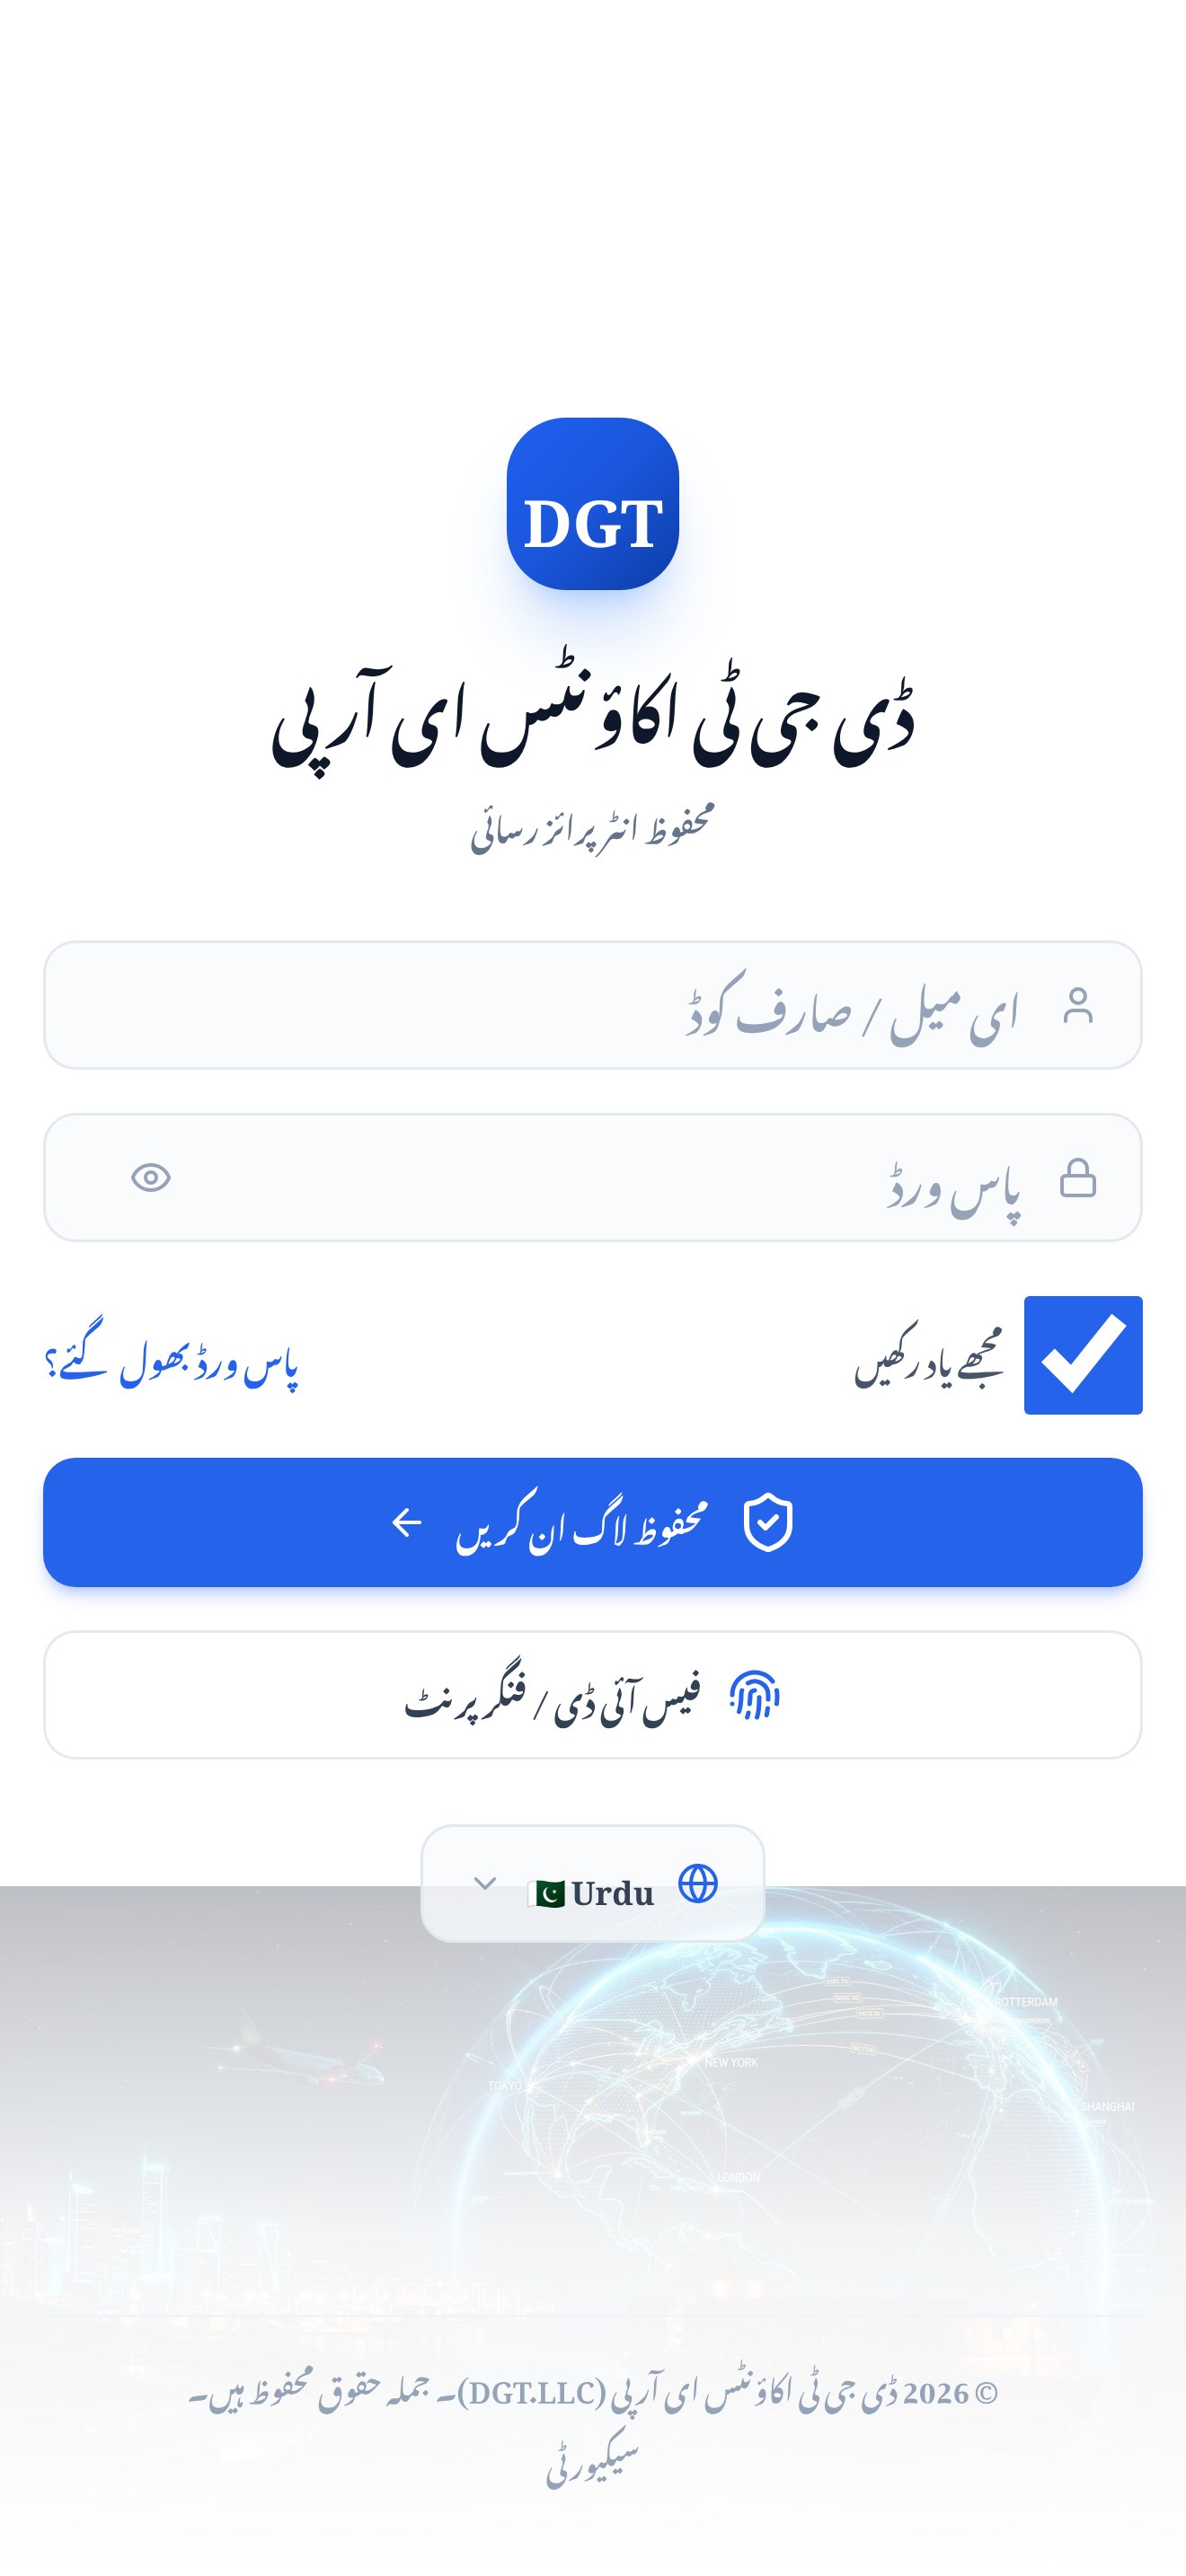 DGT
ڈی جی ٹی اکاؤنٹس ای آر پی
محفوظ انٹرپرائز رسائی
ای میل / صارف کوڈ
پاس ورڈ
مجھے یاد رکھیں
پاس ورڈ بھول گئے؟
محفوظ لاگ ان کریں
فیس آئی ڈی / فنگر پرنٹ
Urdu
ROTTERDAM
NEW YORK
TOKYO
SHANGHAI
LONDON
© 2026 ڈی جی ٹی اکاؤنٹس ای آر پی (DGT.LLC)۔ جملہ حقوق محفوظ ہیں۔
سیکیورٹی